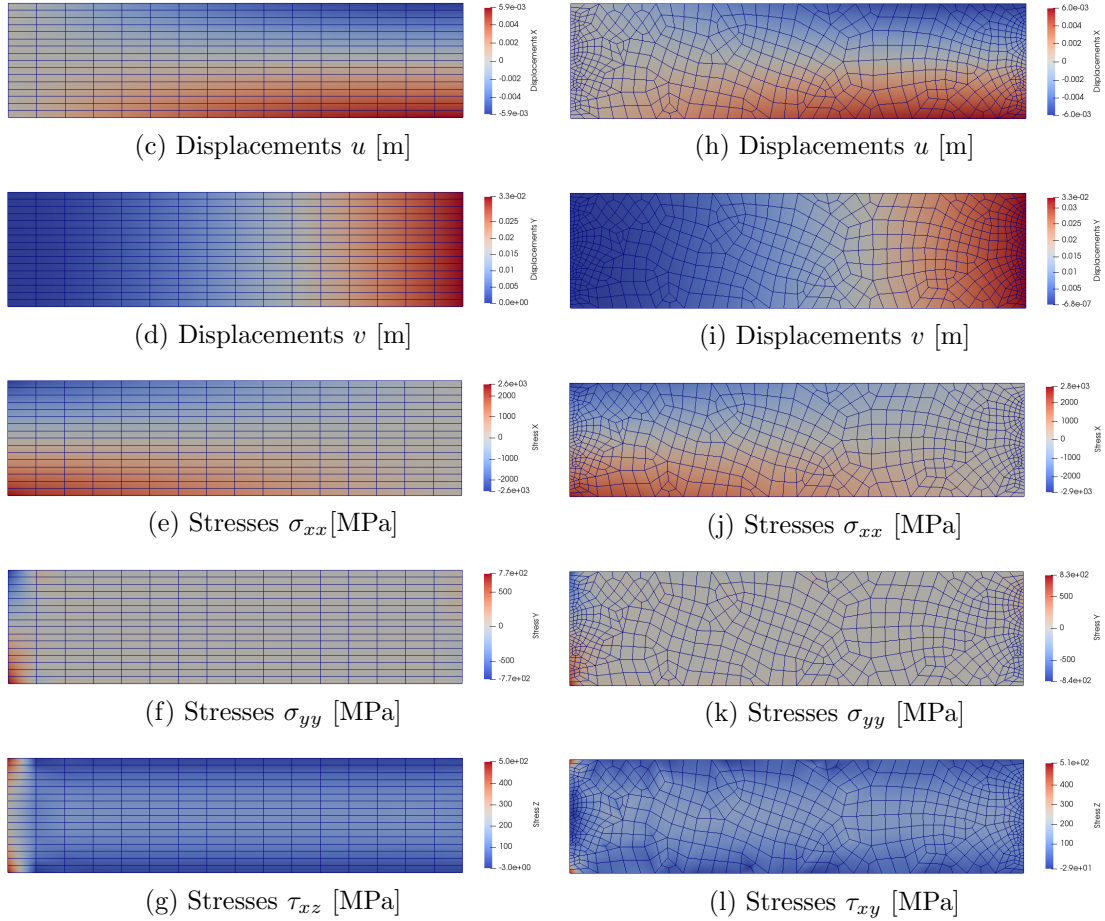 5.9e-03
0.004
0.002
0
-0.002
-0.004
-5.9e-03
Displacements X
(c) Displacements u [m]
6.0e-03
0.004
0.002
0
-0.002
-0.004
-6.0e-03
Displacements X
(h) Displacements u [m]
3.3e-02
0.025
0.02
0.015
0.01
0.005
0.0e+00
Displacements Y
(d) Displacements v [m]
3.3e-02
0.03
0.025
0.02
0.015
0.01
0.005
-6.8e-07
Displacements Y
(i) Displacements v [m]
2.6e+03
2000
1000
0
-1000
-2000
-2.6e+03
Stress X
(e) Stresses σxx[MPa]
2.8e+03
2000
1000
0
-1000
-2000
-2.9e+03
Stress X
(j) Stresses σxx [MPa]
7.7e+02
500
0
-500
-7.7e+02
Stress Y
(f) Stresses σyy [MPa]
8.3e+02
500
0
-500
-8.4e+02
Stress Y
(k) Stresses σyy [MPa]
5.0e+02
400
300
200
100
-3.0e+00
Stress Z
(g) Stresses τxz [MPa]
5.1e+02
400
300
200
100
-2.9e+01
Stress Z
(l) Stresses τxy [MPa]